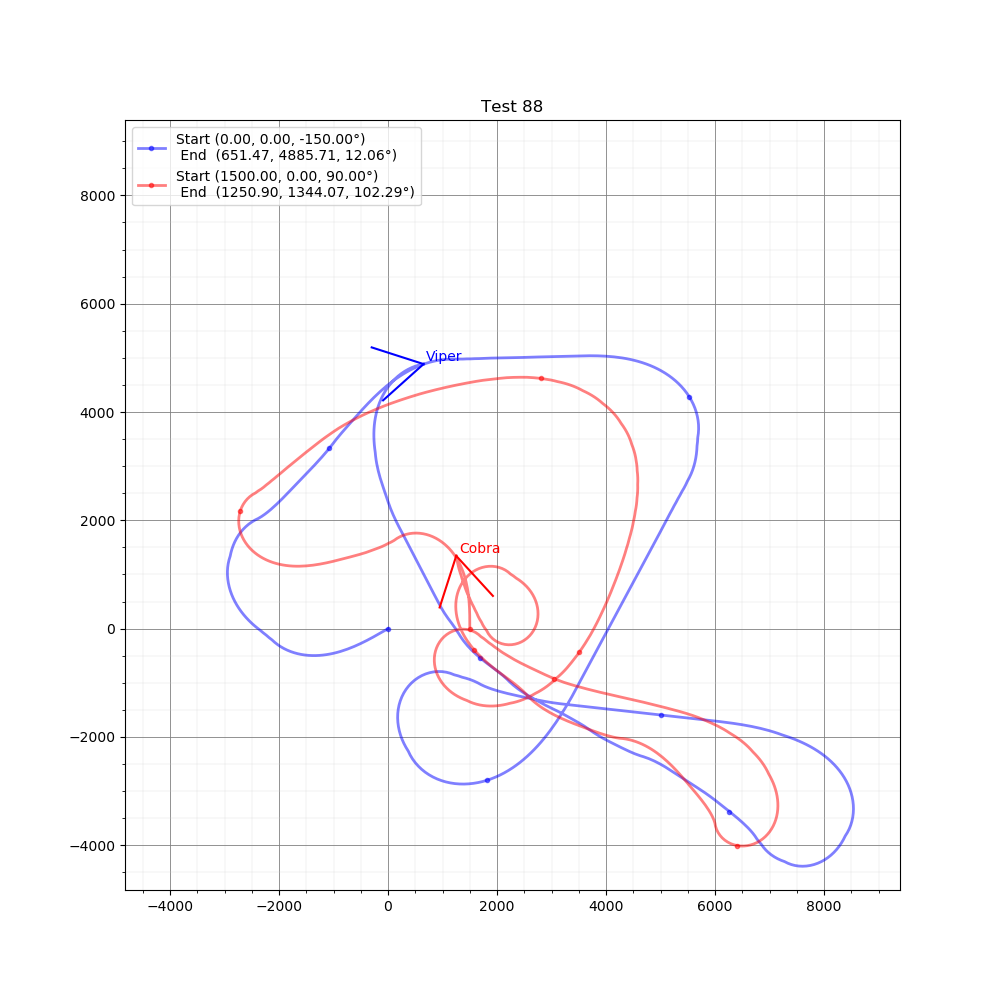 Test 88
Start (0.00, 0.00, -150.00°)
End  (651.47, 4885.71, 12.06°)
Start (1500.00, 0.00, 90.00°)
End  (1250.90, 1344.07, 102.29°)
8000
6000
Viper
4000
2000
Cobra
0
−2000
−4000
−4000 −2000 0 2000 4000 6000 8000